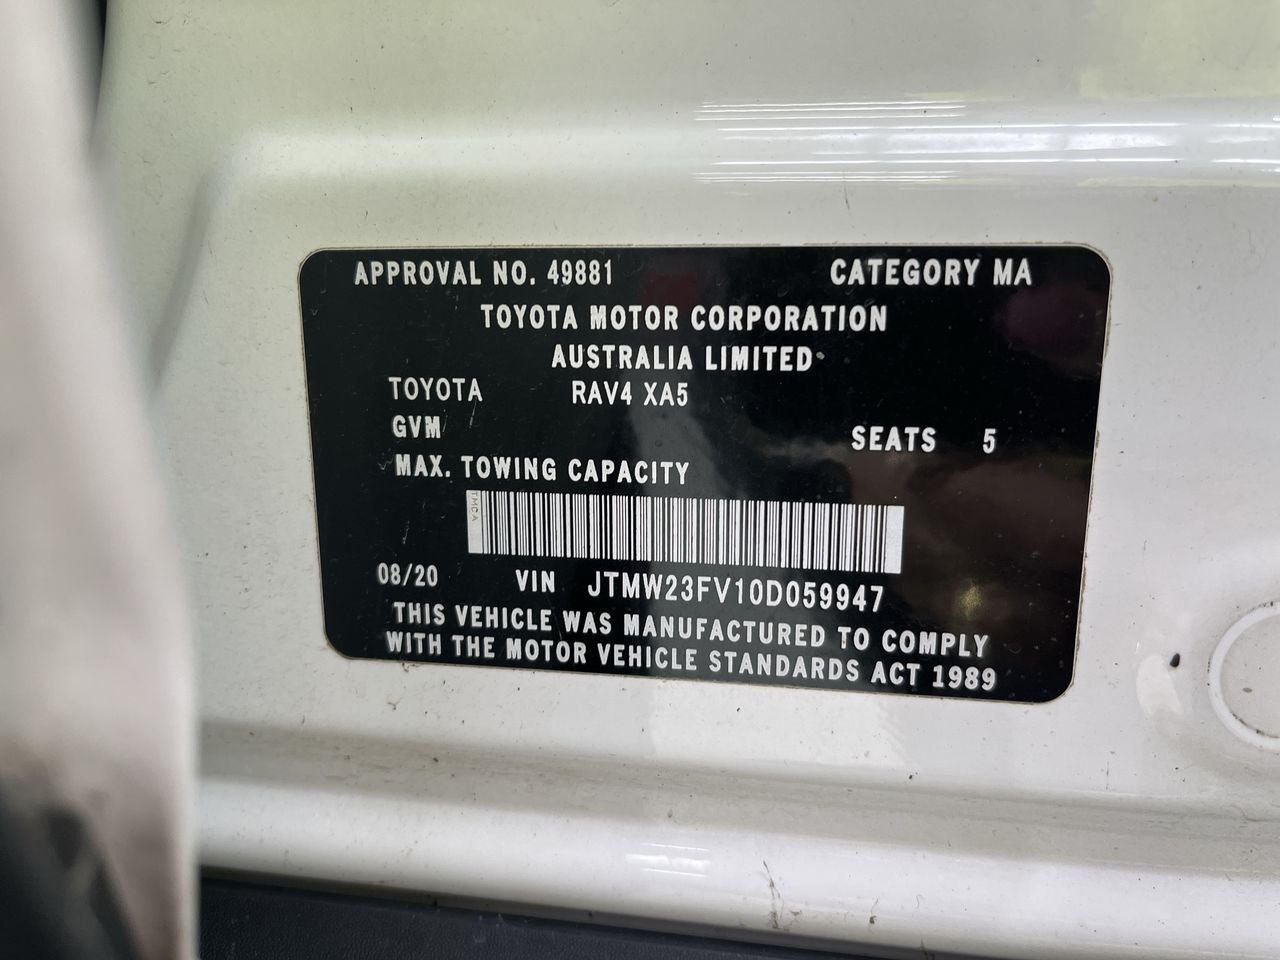 APPROVAL NO. 49881 CATEGORY MA
TOYOTA MOTOR CORPORATION
AUSTRALIA LIMITED
TOYOTA RAV4 XA5
GVM SEATS 5
MAX. TOWING CAPACITY
TMCA
08/20 VIN JTMW23FV10D059947
THIS VEHICLE WAS MANUFACTURED TO COMPLY
WITH THE MOTOR VEHICLE STANDARDS ACT 1989